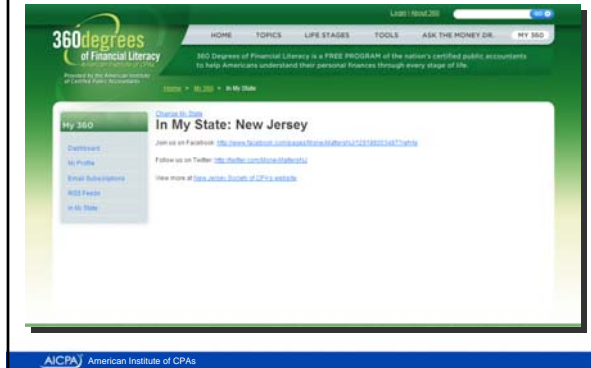 Login | About 360
GO
360degrees
of Financial Literacy
American Institute of CPAs
Provided by the American Institute
of Certified Public Accountants
HOME
TOPICS
LIFE STAGES
TOOLS
ASK THE MONEY DR.
MY 360
360 Degrees of Financial Literacy is a FREE PROGRAM of the nation's certified public accountants
to help Americans understand their personal finances through every stage of life.
Home
My 360
In My State
My 360
Dashboard
My Profile
Email Subscriptions
RSS Feeds
In My State
Change My State
In My State: New Jersey
Join us on Facebook:
Follow us on Twitter: http://twitter.com/MoneyMattersNJ
View more at New Jersey Society of CPA's website
AICPA American Institute of CPAs